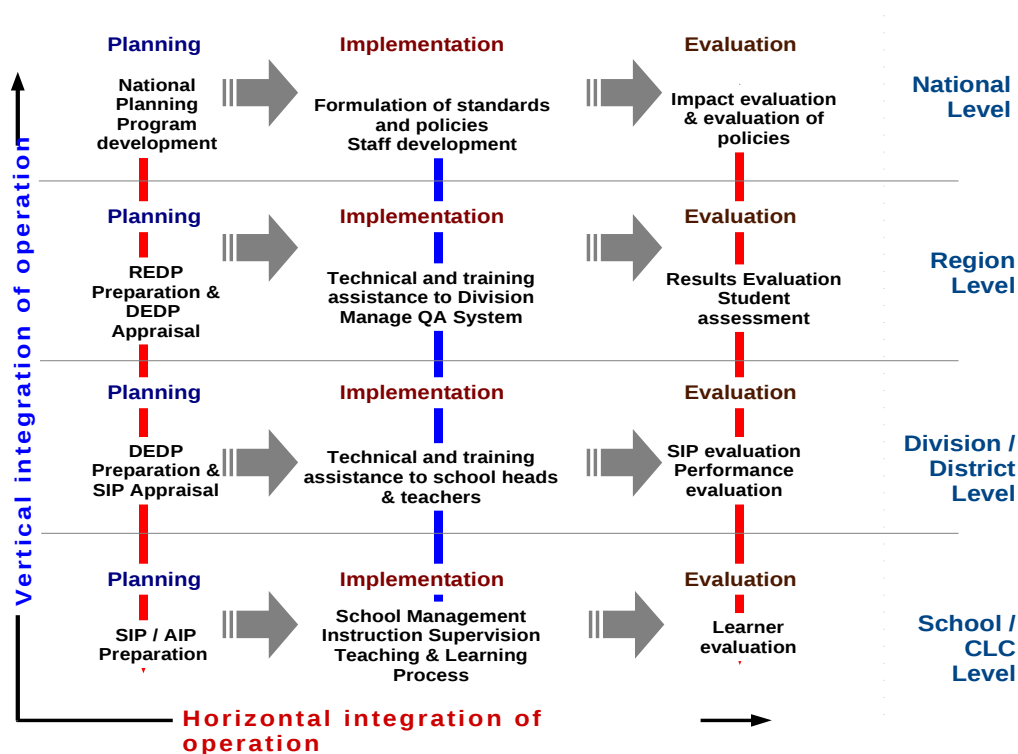 Planning
Implementation
Evaluation
National
Planning
Program
development
Formulation of standards
and policies
Staff development
Impact evaluation
& evaluation of
policies
National
Level
Planning
Implementation
Evaluation
REDP
Preparation &
DEDP
Appraisal
Technical and training
assistance to Division
Manage QA System
Results Evaluation
Student
assessment
Region
Level
Planning
Implementation
Evaluation
DEDP
Preparation &
SIP Appraisal
Technical and training
assistance to school heads
& teachers
SIP evaluation
Performance
evaluation
Division /
District
Level
Planning
Implementation
Evaluation
SIP / AIP
Preparation
School Management
Instruction Supervision
Teaching & Learning
Process
Learner
evaluation
School /
CLC
Level
Vertical integration of operation
Horizontal integration of
operation